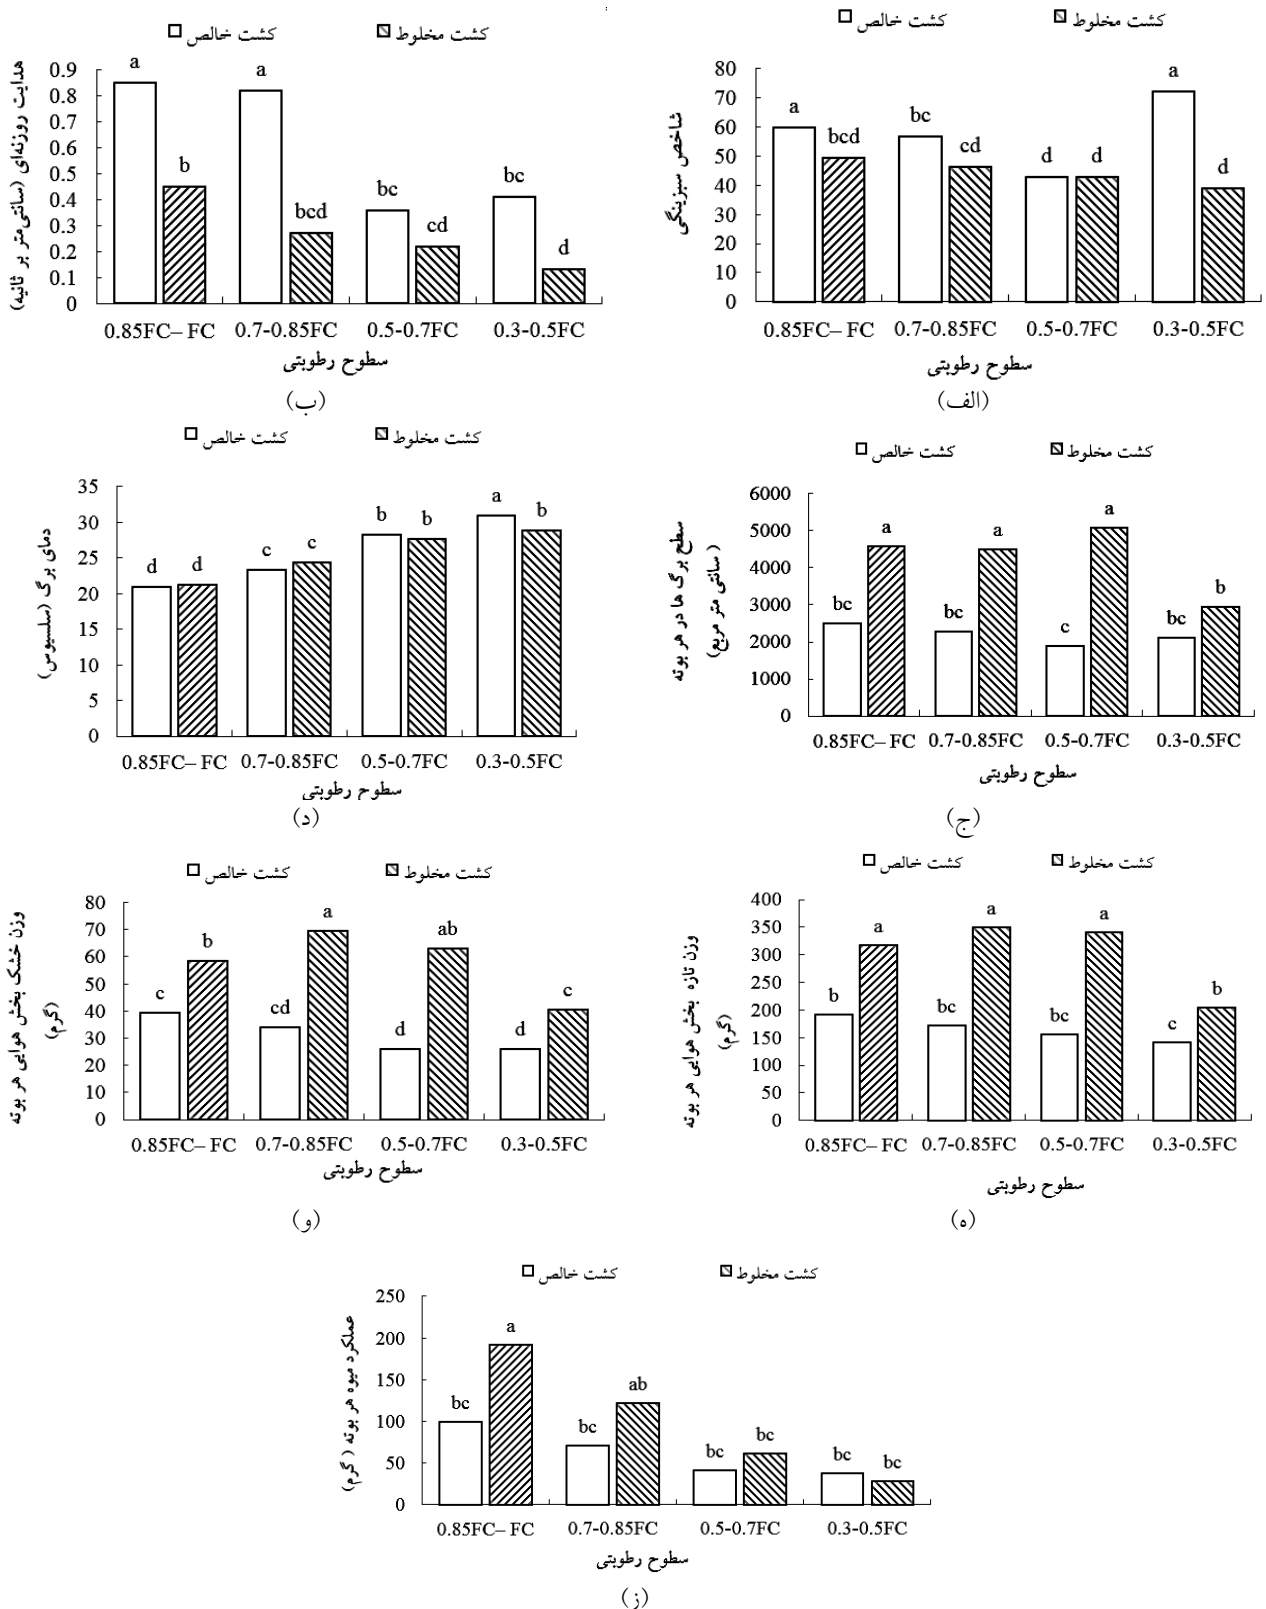 کشت خالص کشت مخلوط
شاخص سبزینگی
80
70
60
50
40
30
20
10
0
a bcd bc cd d d a d
0.85FC– FC 0.7-0.85FC 0.5-0.7FC 0.3-0.5FC
سطوح رطوبتی
(الف)
کشت خالص کشت مخلوط
هدایت روزنه‌ای (سانتی‌متر بر ثانیه)
0.9
0.8
0.7
0.6
0.5
0.4
0.3
0.2
0.1
0
a b a bcd bc cd bc d
0.85FC– FC 0.7-0.85FC 0.5-0.7FC 0.3-0.5FC
سطوح رطوبتی
(ب)
کشت خالص کشت مخلوط
سطح برگ ها در هر بوته
(سانتی متر مربع)
6000
5000
4000
3000
2000
1000
0
bc a bc a c a bc b
0.85FC– FC 0.7-0.85FC 0.5-0.7FC 0.3-0.5FC
سطوح رطوبتی
(ج)
کشت خالص کشت مخلوط
دمای برگ (سلسیوس)
35
30
25
20
15
10
5
0
d d c c b b a b
0.85FC– FC 0.7-0.85FC 0.5-0.7FC 0.3-0.5FC
سطوح رطوبتی
(د)
کشت خالص کشت مخلوط
وزن تازه بخش هوایی هر بوته
(گرم)
400
350
300
250
200
150
100
50
0
b a bc a bc a c b
0.85FC– FC 0.7-0.85FC 0.5-0.7FC 0.3-0.5FC
سطوح رطوبتی
(ه)
کشت خالص کشت مخلوط
وزن خشک بخش هوایی هر بوته
(گرم)
80
70
60
50
40
30
20
10
0
c b cd a d ab d c
0.85FC– FC 0.7-0.85FC 0.5-0.7FC 0.3-0.5FC
سطوح رطوبتی
(و)
کشت خالص کشت مخلوط
عملکرد میوه هر بوته (گرم)
250
200
150
100
50
0
bc a bc ab bc bc bc bc
0.85FC– FC 0.7-0.85FC 0.5-0.7FC 0.3-0.5FC
سطوح رطوبتی
(ز)